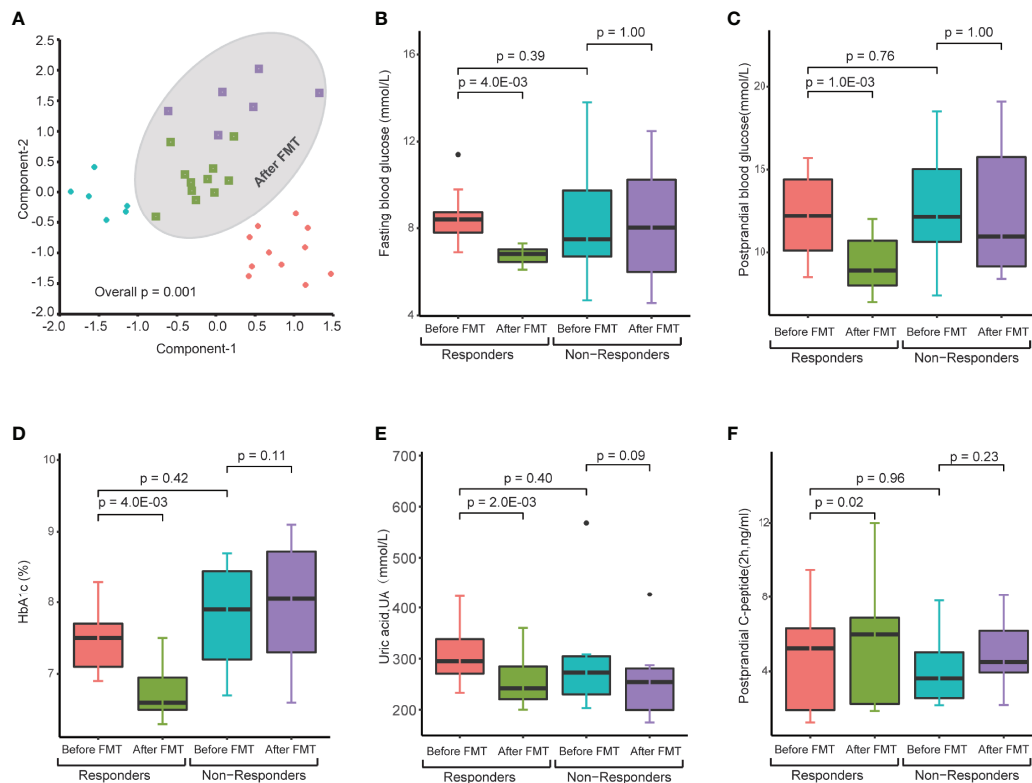 A
2.5
2.0
1.5
1.0
0.5
0.0
-0.5
-1.0
-1.5
-2.0
Component-2
After FMT
Overall p = 0.001
-2.0 -1.5 -1.0 -0.5 0.0 0.5 1.0 1.5
Component-1
B
16
12
8
4
Fasting blood glucose (mmol/L)
p = 1.00
p = 0.39
p = 4.0E-03
Before FMT After FMT Before FMT After FMT
Responders Non-Responders
C
20
15
10
Postprandial blood glucose(mmol/L)
p = 1.00
p = 0.76
p = 1.0E-03
Before FMT After FMT Before FMT After FMT
Responders Non-Responders
D
10
9
8
7
HbA´c (%)
p = 0.11
p = 0.42
p = 4.0E-03
Before FMT After FMT Before FMT After FMT
Responders Non-Responders
E
700
600
500
400
300
200
Uric acid,UA (mmol/L)
p = 0.09
p = 0.40
p = 2.0E-03
Before FMT After FMT Before FMT After FMT
Responders Non-Responders
F
12
8
4
Postprandial C-peptide(2h,ng/ml)
p = 0.23
p = 0.96
p = 0.02
Before FMT After FMT Before FMT After FMT
Responders Non-Responders